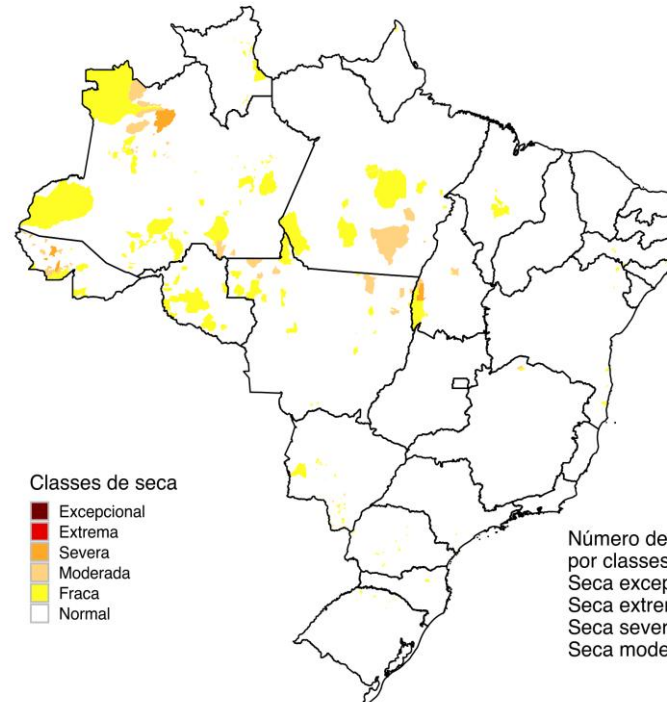 Classes de seca
Excepcional
Extrema
Severa
Moderada
Fraca
Normal
Número de
por classes
Seca excep
Seca extrem
Seca sever
Seca mode